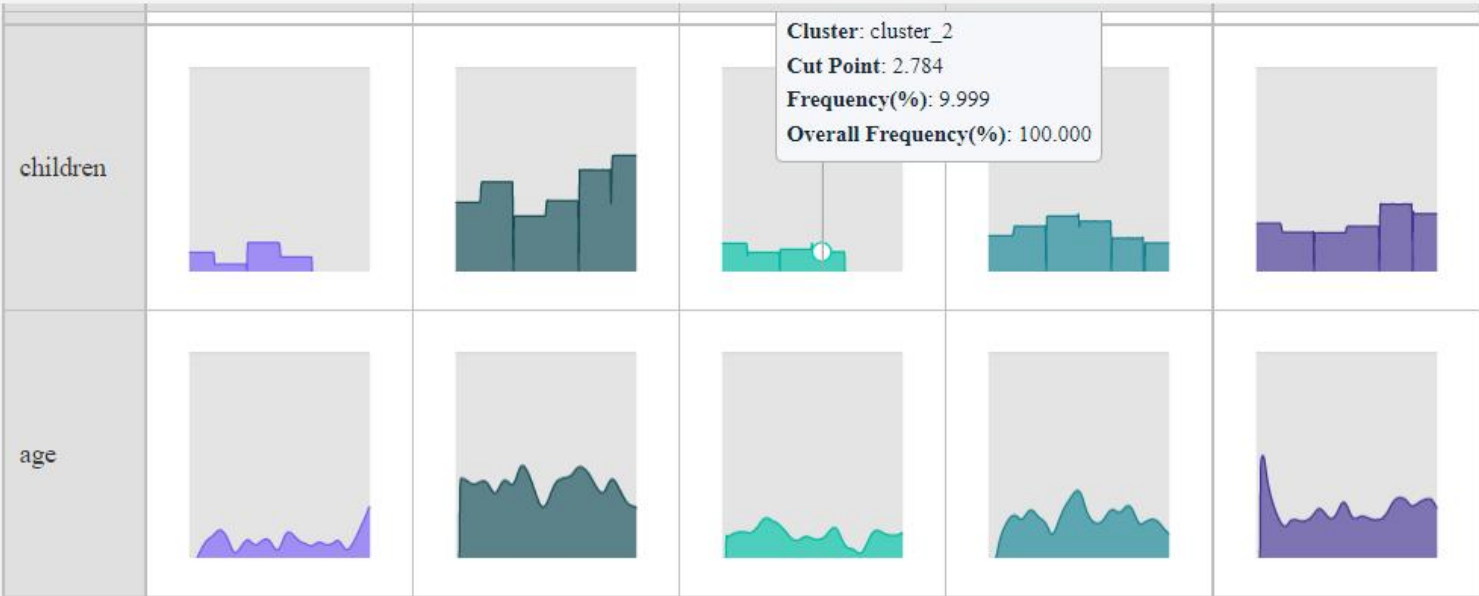 Cluster: cluster_2
Cut Point: 2.784
Frequency(%): 9.999
Overall Frequency(%): 100.000
children
age